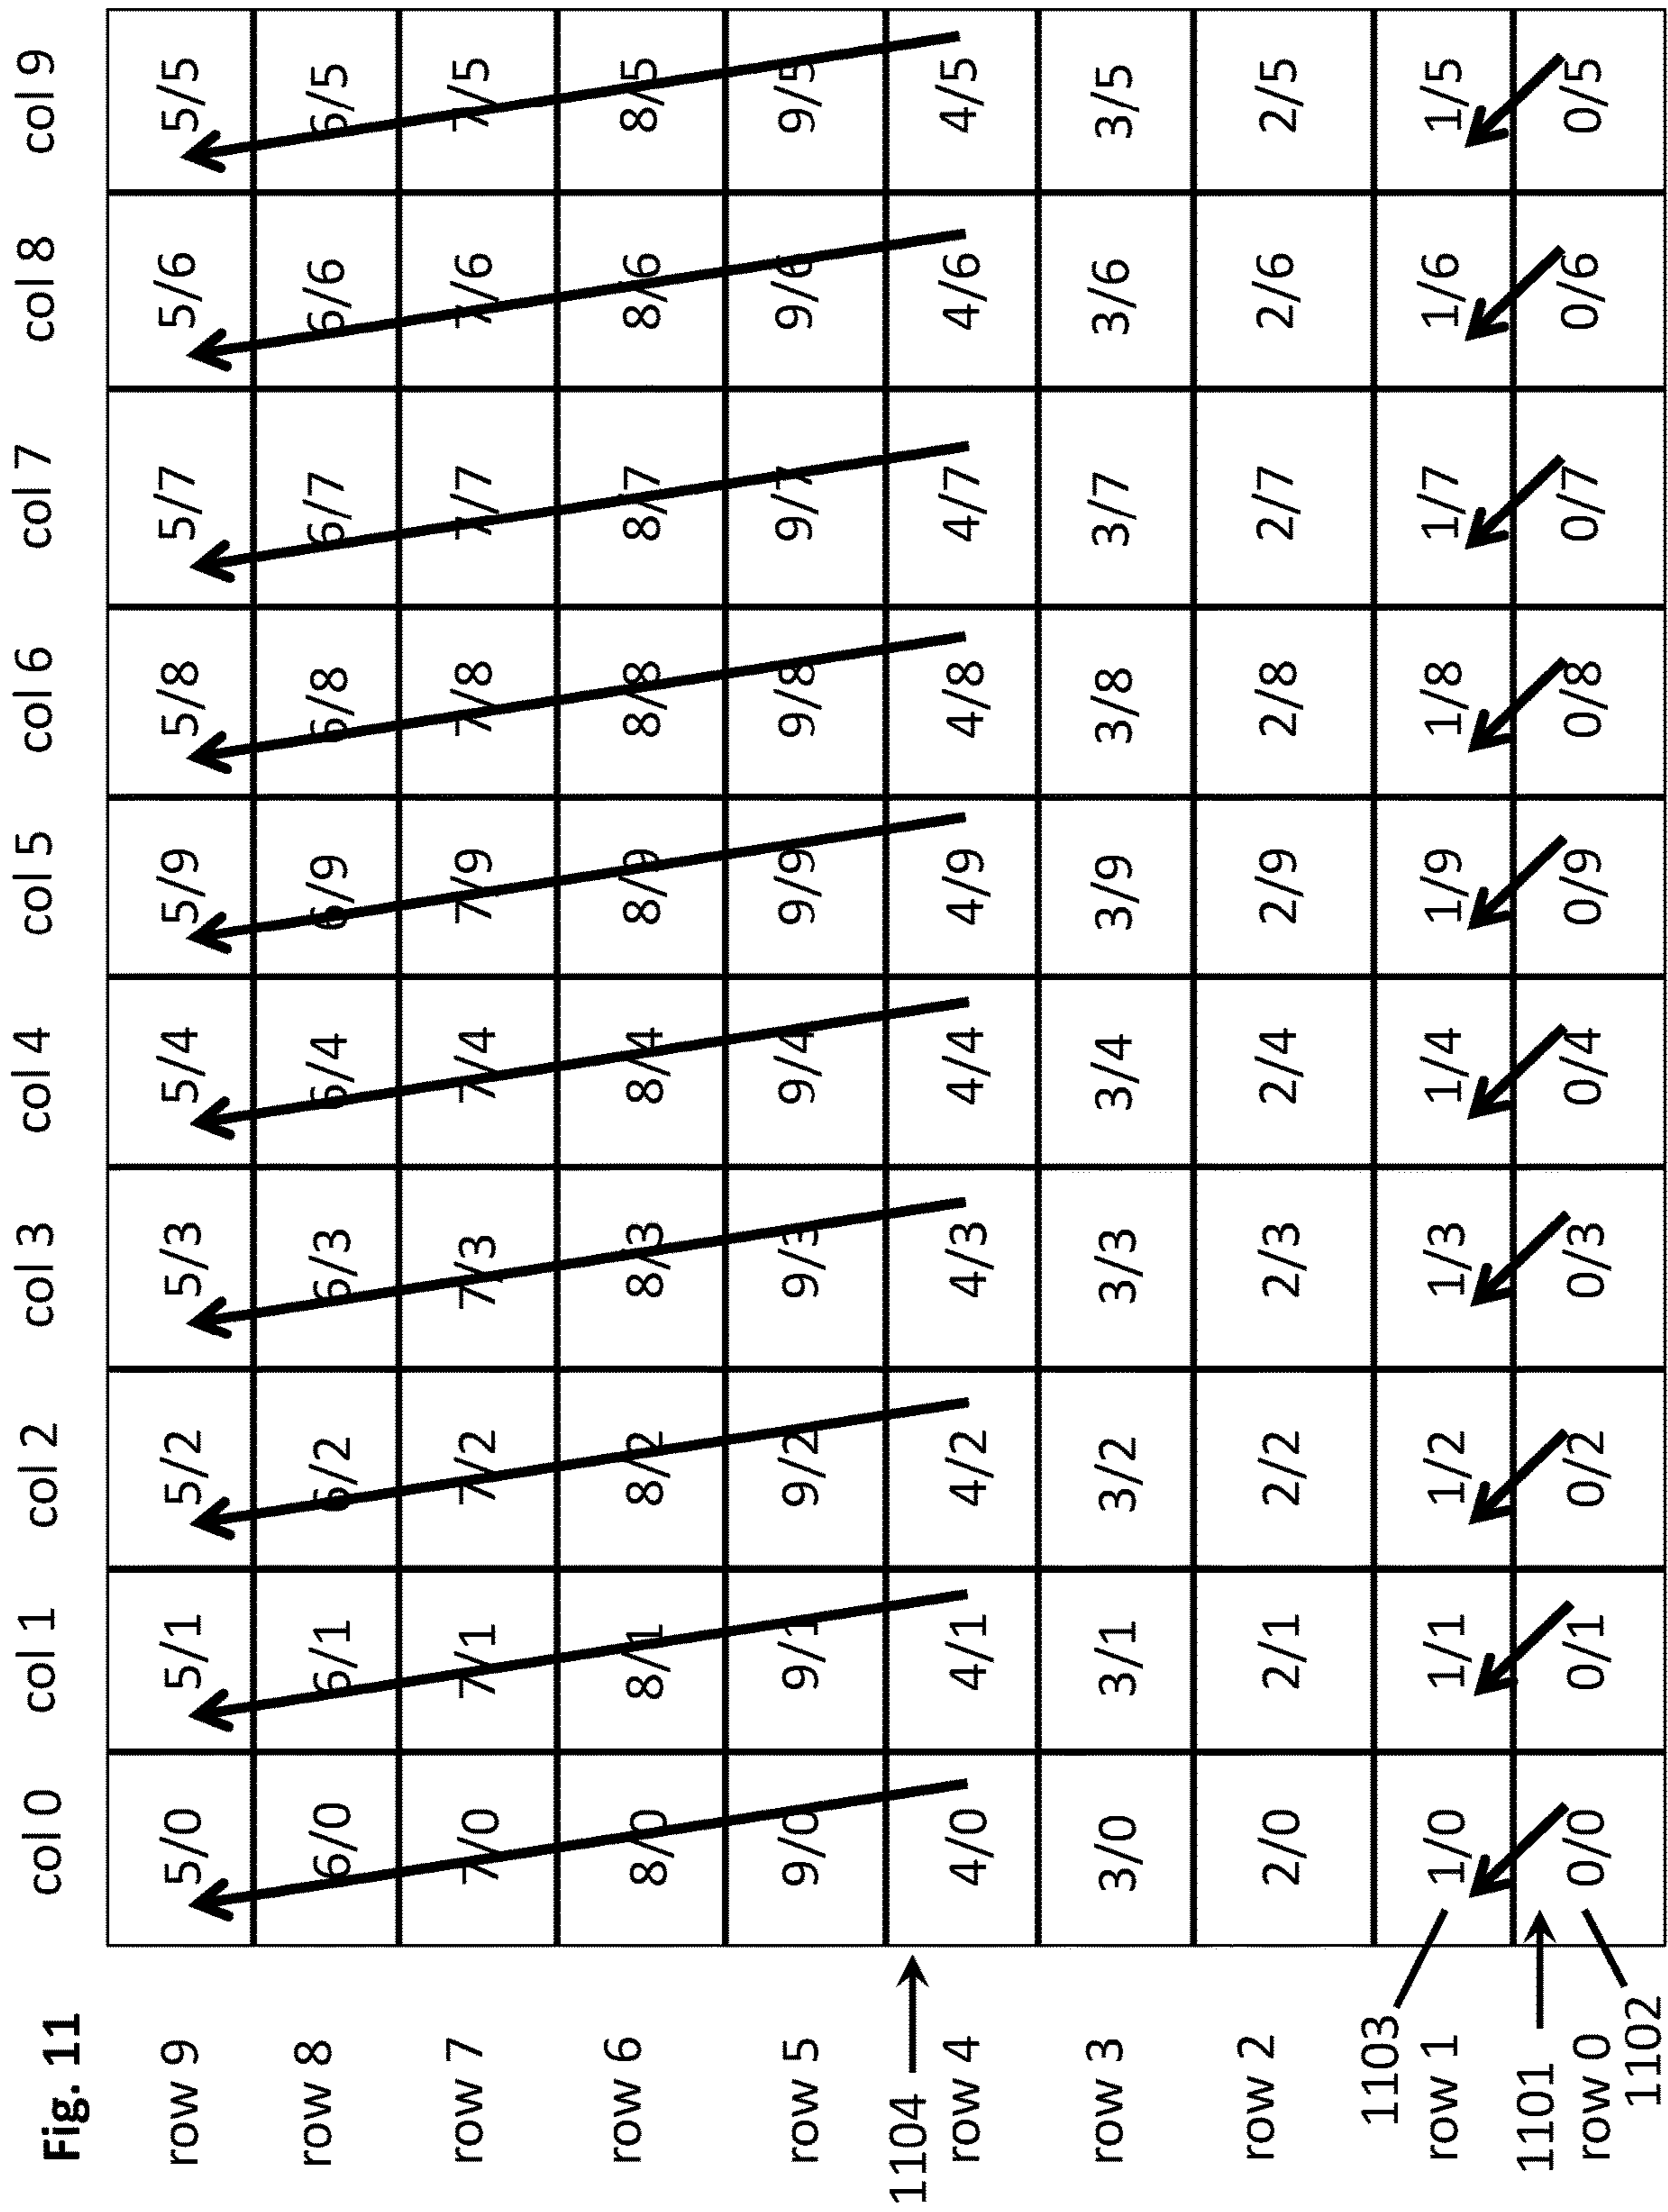 Fig. 11
col 0 col 1 col 2 col 3 col 4 col 5 col 6 col 7 col 8 col 9
row 9 5/0 5/1 5/2 5/3 5/4 5/9 5/8 5/7 5/6 5/5
row 8 6/0 6/1 6/2 6/3 6/4 6/9 6/8 6/7 6/6 6/5
row 7 7/0 7/1 7/2 7/3 7/4 7/9 7/8 7/7 7/6 7/5
row 6 8/0 8/1 8/2 8/3 8/4 8/9 8/8 8/7 8/6 8/5
row 5 9/0 9/1 9/2 9/3 9/4 9/9 9/8 9/7 9/6 9/5
1104
row 4 4/0 4/1 4/2 4/3 4/4 4/9 4/8 4/7 4/6 4/5
row 3 3/0 3/1 3/2 3/3 3/4 3/9 3/8 3/7 3/6 3/5
row 2 2/0 2/1 2/2 2/3 2/4 2/9 2/8 2/7 2/6 2/5
1103
row 1 1/0 1/1 1/2 1/3 1/4 1/9 1/8 1/7 1/6 1/5
1101
row 0 0/0 0/1 0/2 0/3 0/4 0/9 0/8 0/7 0/6 0/5
1102